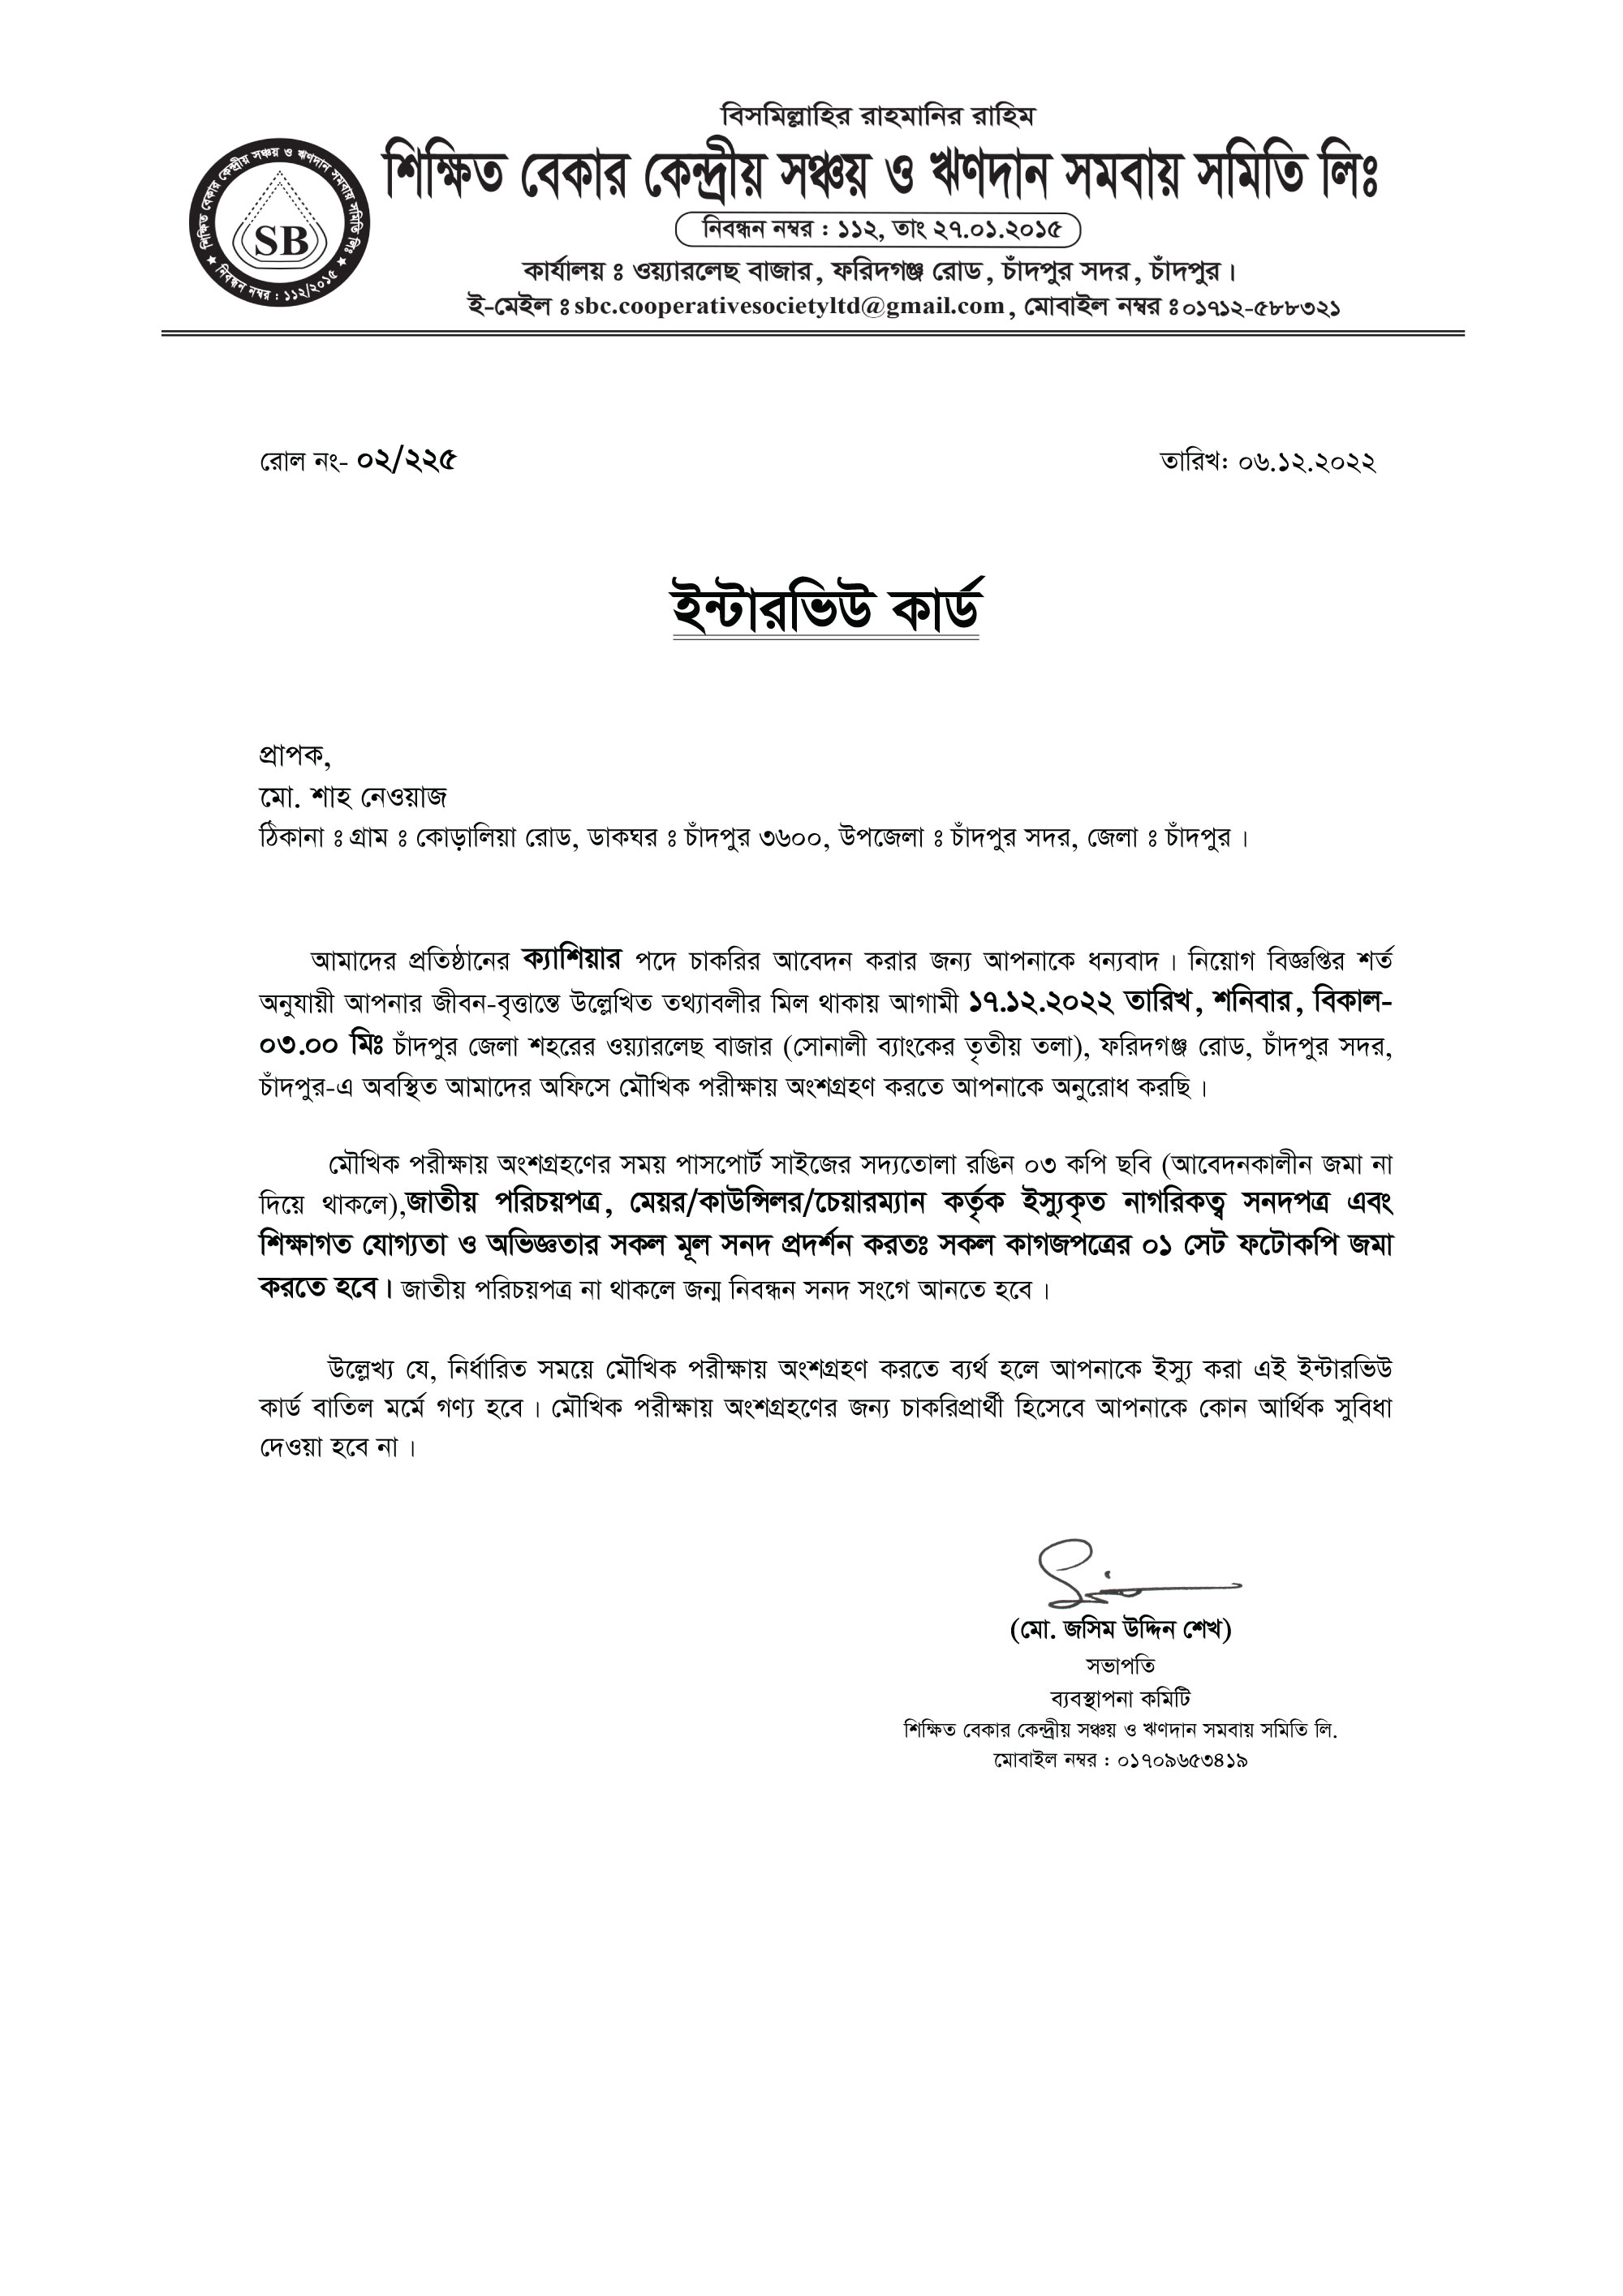 বিসমিল্লাহির রাহমানির রাহিম
শিক্ষিত বেকার কেন্দ্রীয় সঞ্চয় ও ঋণদান সমবায় সমিতি লিঃ
শিক্ষিত বেকার কেন্দ্রীয় সঞ্চয় ও ঋণদান সমবায় সমিতি লিঃ
SB
★ নিবন্ধন নম্বর : ১১২/২০১৫ ★
নিবন্ধন নম্বর : ১১২, তাং ২৭.০১.২০১৫
কার্যালয় ঃ ওয়্যারলেছ বাজার, ফরিদগঞ্জ রোড, চাঁদপুর সদর, চাঁদপুর।
ই-মেইল ঃ sbc.cooperativesocietyltd@gmail.com, মোবাইল নম্বর ঃ ০১৭১২-৫৮৮৩২১
রোল নং- ০২/২২৫ তারিখ: ০৬.১২.২০২২
ইন্টারভিউ কার্ড
প্রাপক,
মো. শাহ নেওয়াজ
ঠিকানা ঃ গ্রাম ঃ কোড়ালিয়া রোড, ডাকঘর ঃ চাঁদপুর ৩৬০০, উপজেলা ঃ চাঁদপুর সদর, জেলা ঃ চাঁদপুর।
আমাদের প্রতিষ্ঠানের ক্যাশিয়ার পদে চাকরির আবেদন করার জন্য আপনাকে ধন্যবাদ। নিয়োগ বিজ্ঞপ্তির শর্ত
অনুযায়ী আপনার জীবন-বৃত্তান্তে উল্লেখিত তথ্যাবলীর মিল থাকায় আগামী ১৭.১২.২০২২ তারিখ, শনিবার, বিকাল-
০৩.০০ মিঃ চাঁদপুর জেলা শহরের ওয়্যারলেছ বাজার (সোনালী ব্যাংকের তৃতীয় তলা), ফরিদগঞ্জ রোড, চাঁদপুর সদর,
চাঁদপুর-এ অবস্থিত আমাদের অফিসে মৌখিক পরীক্ষায় অংশগ্রহণ করতে আপনাকে অনুরোধ করছি।
মৌখিক পরীক্ষায় অংশগ্রহণের সময় পাসপোর্ট সাইজের সদ্যতোলা রঙিন ০৩ কপি ছবি (আবেদনকালীন জমা না
দিয়ে থাকলে),জাতীয় পরিচয়পত্র, মেয়র/কাউন্সিলর/চেয়ারম্যান কর্তৃক ইস্যুকৃত নাগরিকত্ব সনদপত্র এবং
শিক্ষাগত যোগ্যতা ও অভিজ্ঞতার সকল মূল সনদ প্রদর্শন করতঃ সকল কাগজপত্রের ০১ সেট ফটোকপি জমা
করতে হবে। জাতীয় পরিচয়পত্র না থাকলে জন্ম নিবন্ধন সনদ সংগে আনতে হবে।
উল্লেখ্য যে, নির্ধারিত সময়ে মৌখিক পরীক্ষায় অংশগ্রহণ করতে ব্যর্থ হলে আপনাকে ইস্যু করা এই ইন্টারভিউ
কার্ড বাতিল মর্মে গণ্য হবে। মৌখিক পরীক্ষায় অংশগ্রহণের জন্য চাকরিপ্রার্থী হিসেবে আপনাকে কোন আর্থিক সুবিধা
দেওয়া হবে না।
(মো. জসিম উদ্দিন শেখ)
সভাপতি
ব্যবস্থাপনা কমিটি
শিক্ষিত বেকার কেন্দ্রীয় সঞ্চয় ও ঋণদান সমবায় সমিতি লি.
মোবাইল নম্বর : ০১৭০৯৬৫৩৪১৯